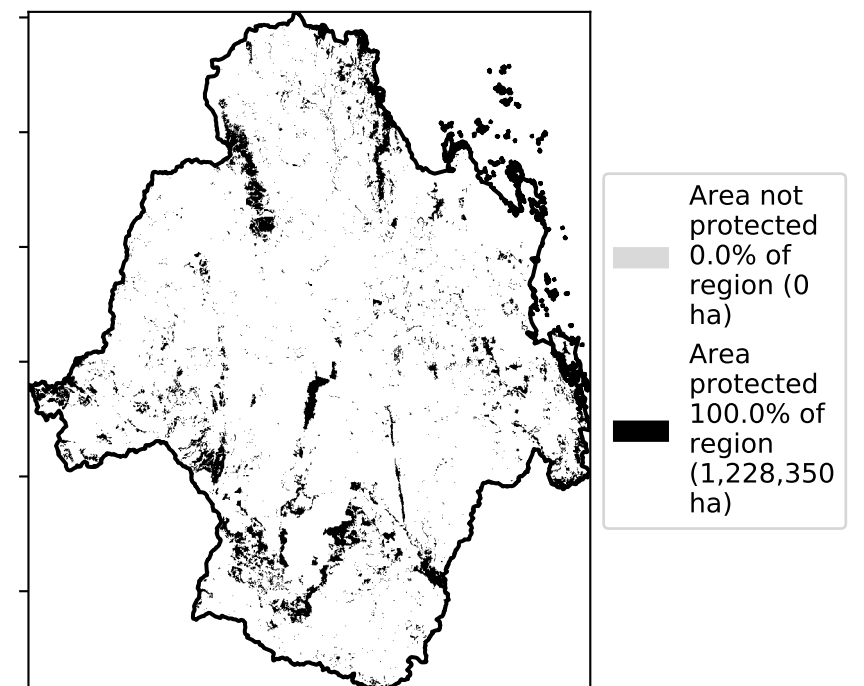 Area not
protected
0.0% of
region (0
ha)
Area
protected
100.0% of
region
(1,228,350
ha)